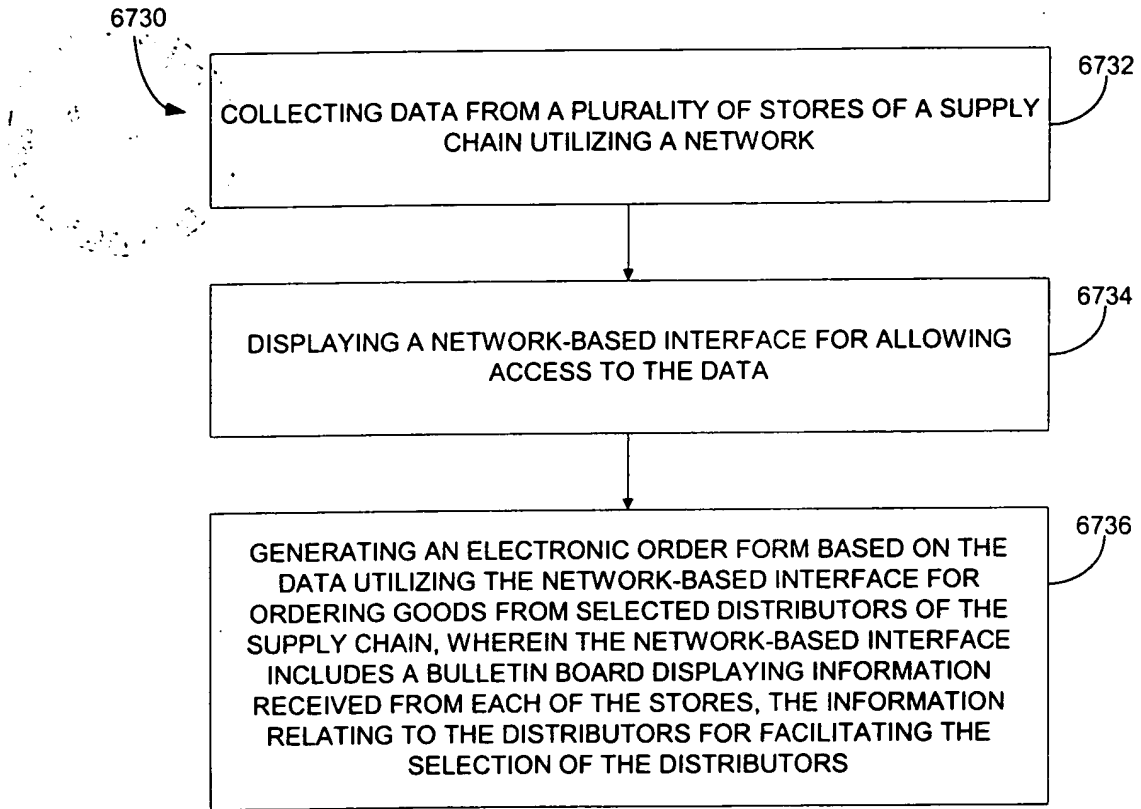 6730
6732
COLLECTING DATA FROM A PLURALITY OF STORES OF A SUPPLY
CHAIN UTILIZING A NETWORK
6734
DISPLAYING A NETWORK-BASED INTERFACE FOR ALLOWING
ACCESS TO THE DATA
6736
GENERATING AN ELECTRONIC ORDER FORM BASED ON THE
DATA UTILIZING THE NETWORK-BASED INTERFACE FOR
ORDERING GOODS FROM SELECTED DISTRIBUTORS OF THE
SUPPLY CHAIN, WHEREIN THE NETWORK-BASED INTERFACE
INCLUDES A BULLETIN BOARD DISPLAYING INFORMATION
RECEIVED FROM EACH OF THE STORES, THE INFORMATION
RELATING TO THE DISTRIBUTORS FOR FACILITATING THE
SELECTION OF THE DISTRIBUTORS